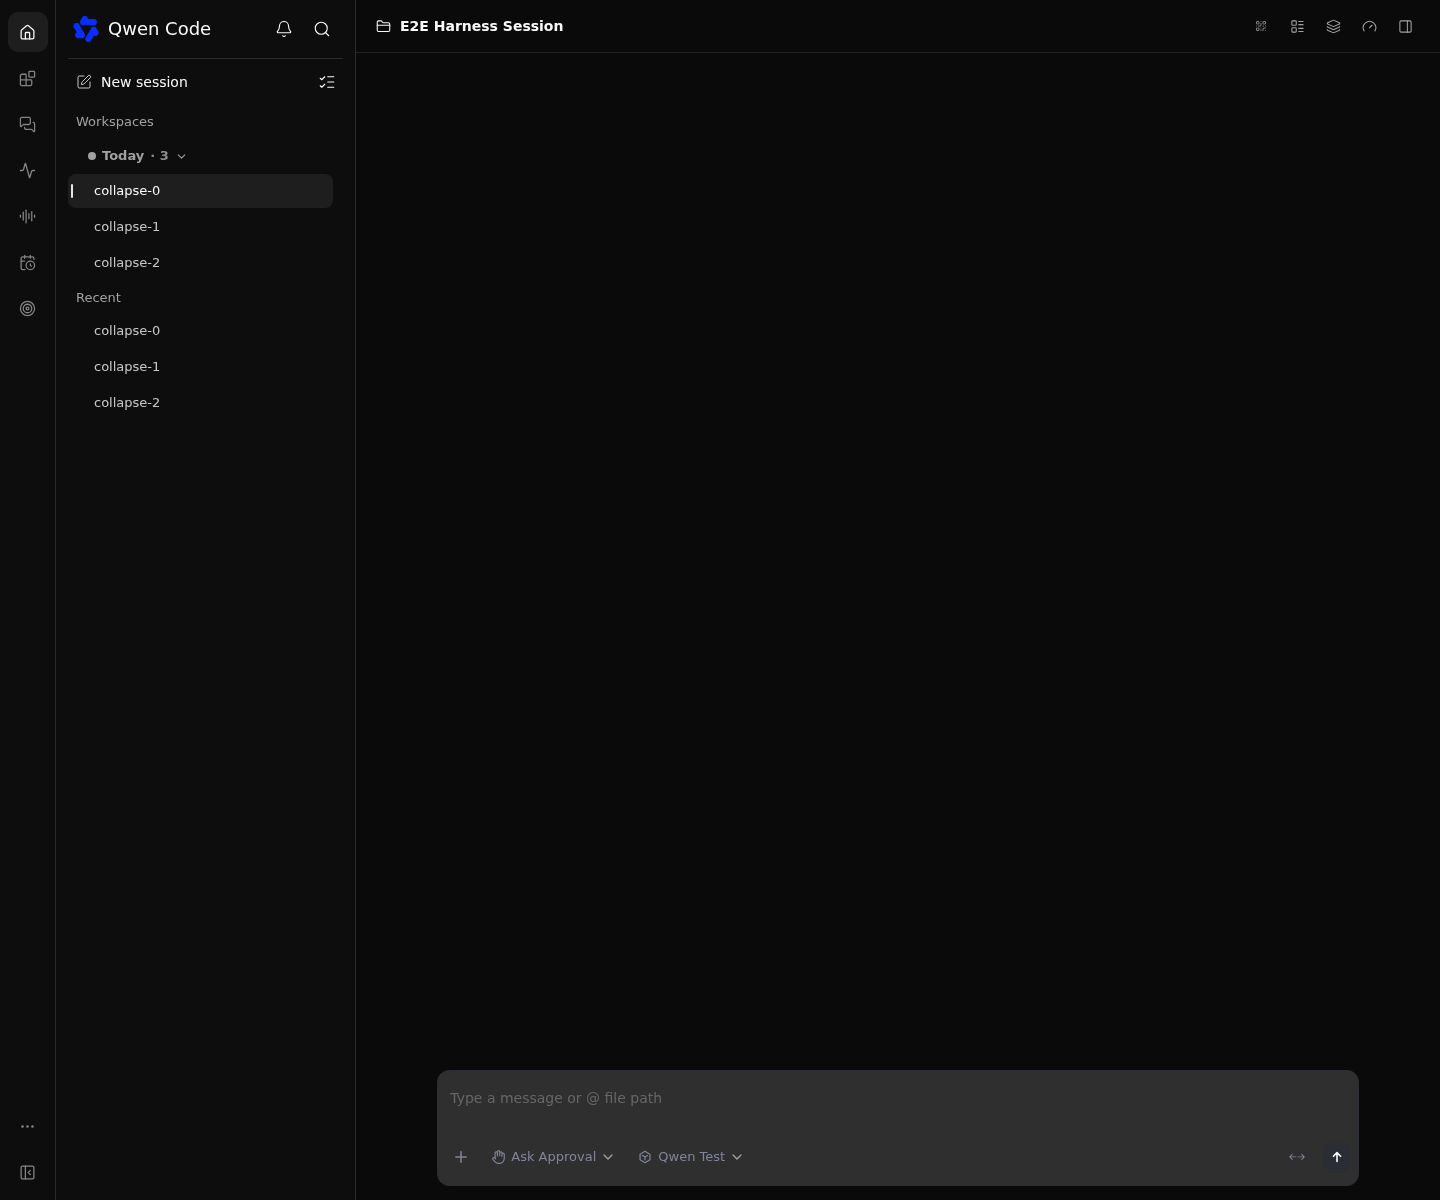 Qwen Code
New session
Workspaces
Today · 3
collapse-0
collapse-1
collapse-2
Recent
collapse-0
collapse-1
collapse-2
E2E Harness Session
Type a message or @ file path
Ask Approval
Qwen Test